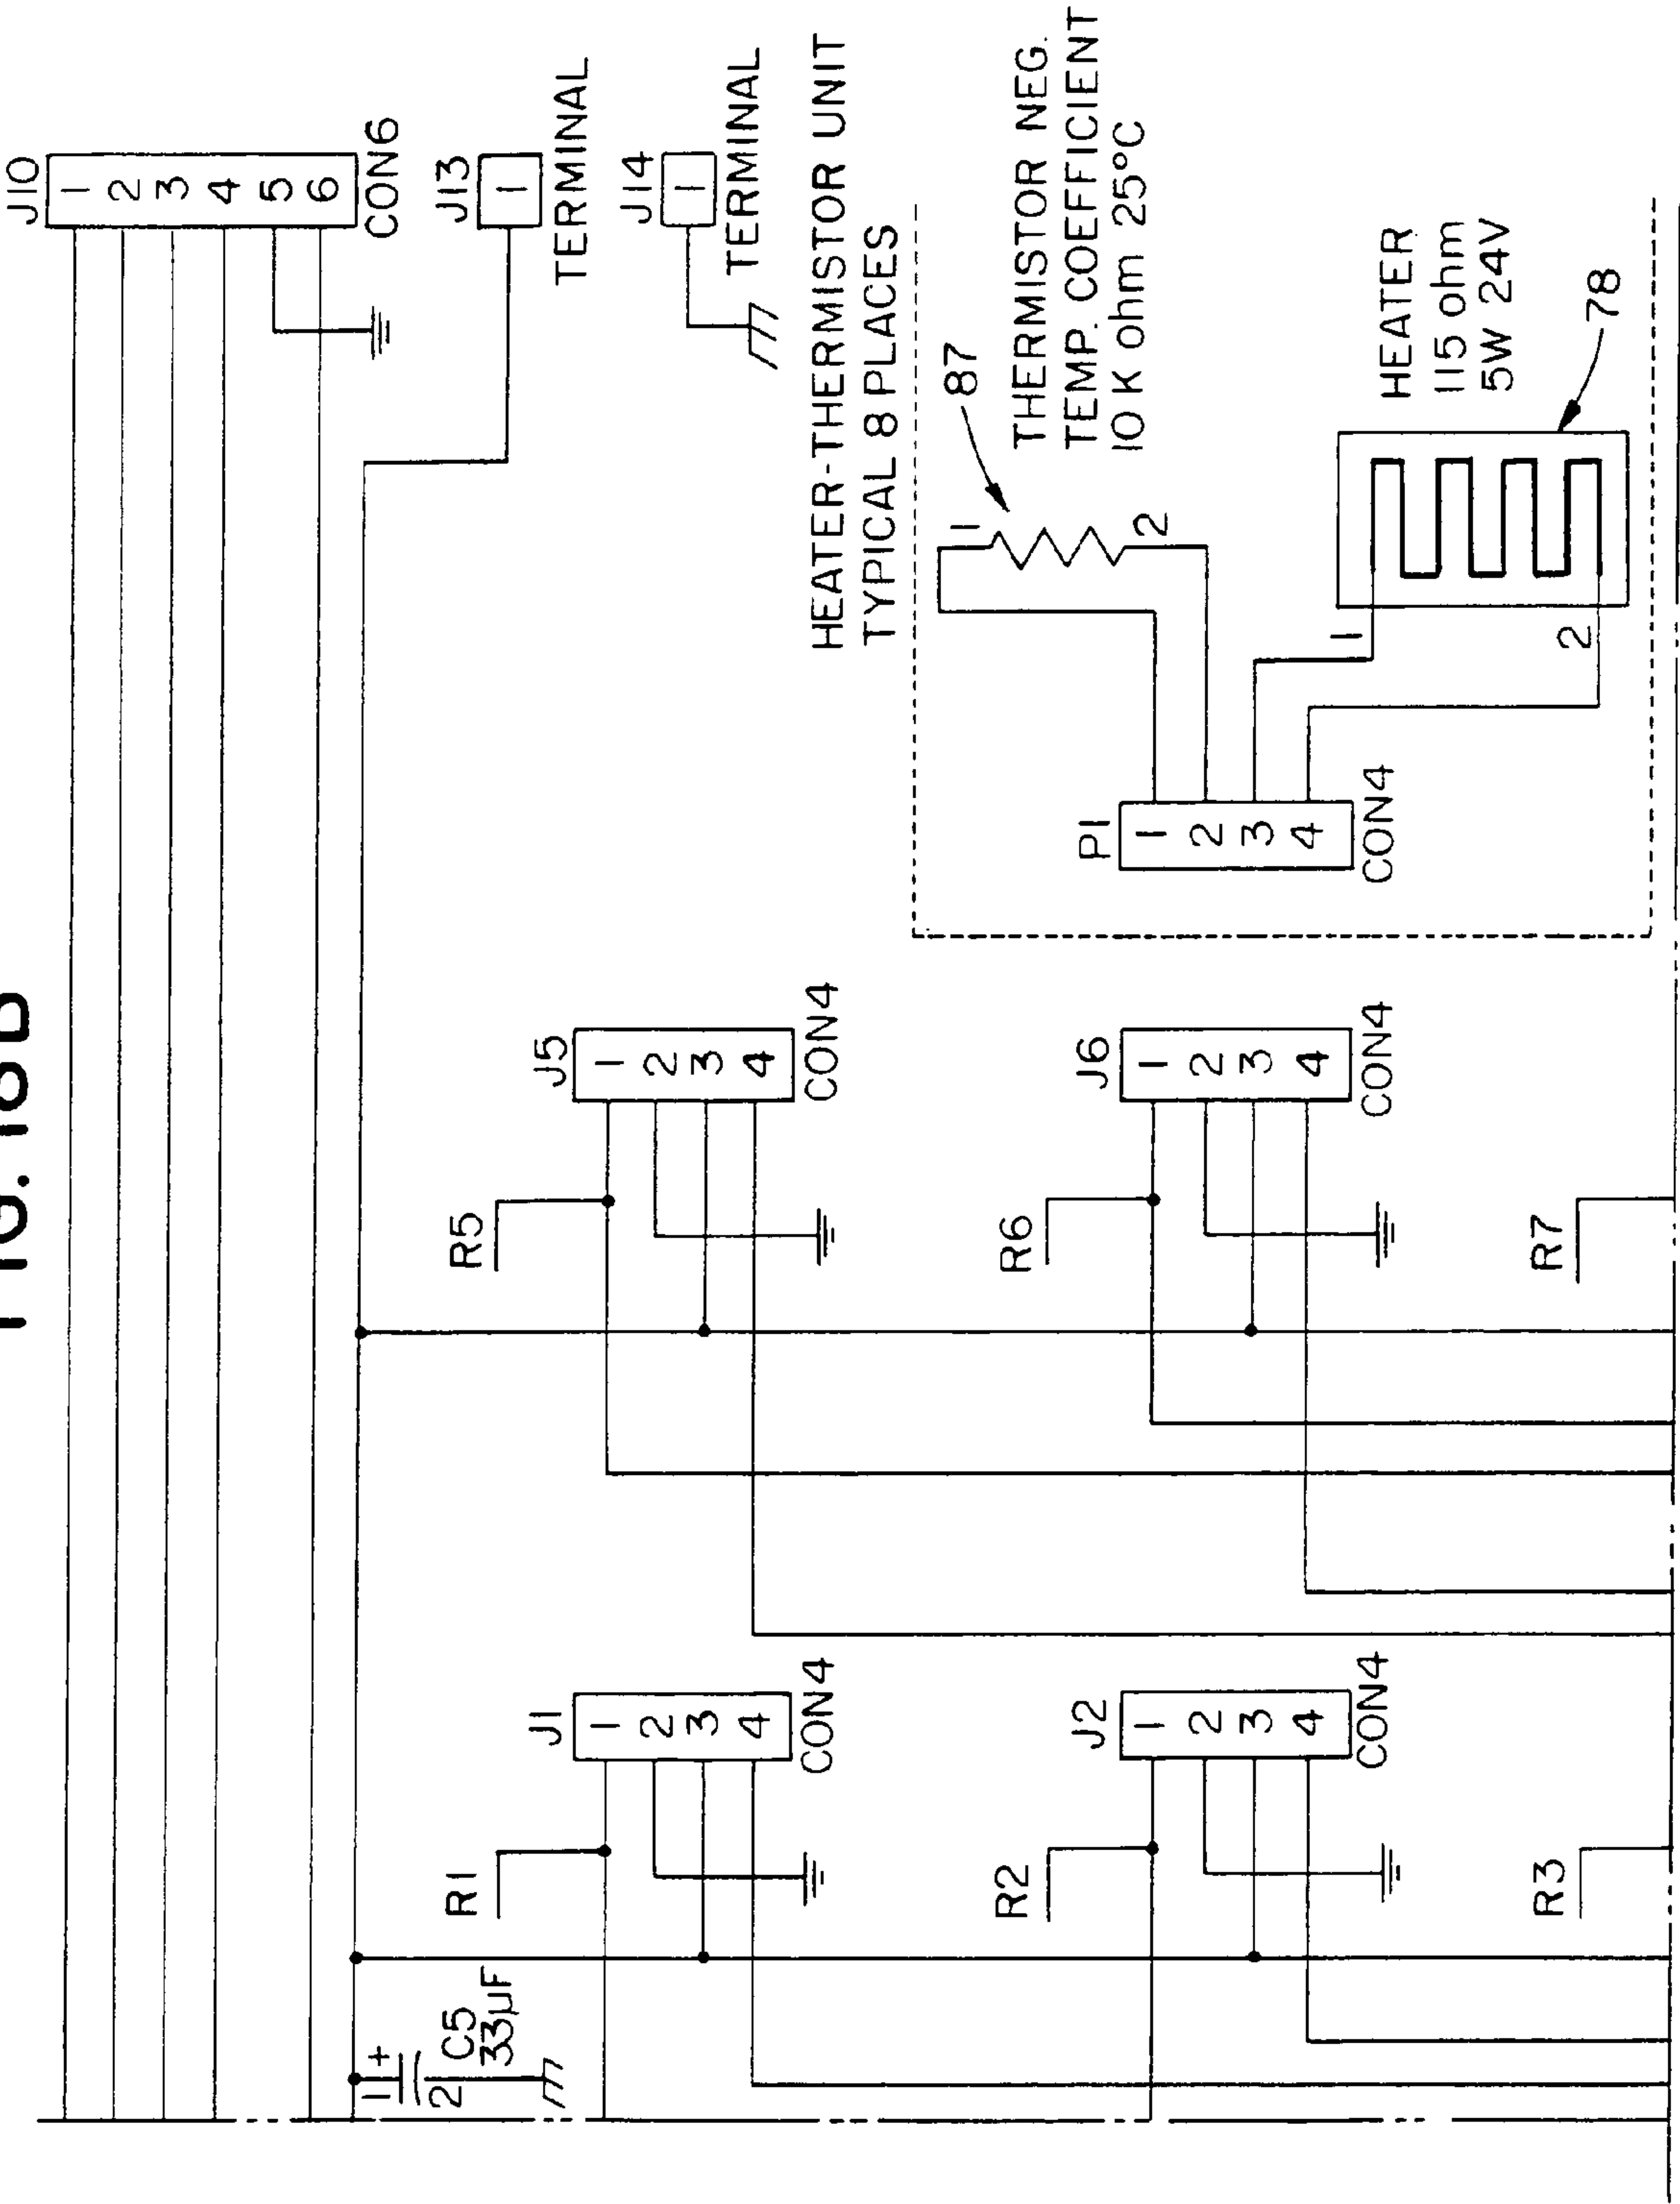 FIG. 18B
J10
1
2
3
4
5
6
CON6
J13
1
TERMINAL
J14
1
TERMINAL
HEATER-THERMISTOR UNIT
TYPICAL 8 PLACES
87
THERMISTOR NEG.
TEMP. COEFFICIENT
10 K ohm 25°C
1
2
HEATER
115 ohm
5W 24V
78
1
2
P1
1
2
3
4
CON4
J5
1
2
3
4
CON4
R5
J6
1
2
3
4
CON4
R6
R7
J1
1
2
3
4
CON4
R1
J2
1
2
3
4
CON4
R2
R3
1 +
2
C5
33µF